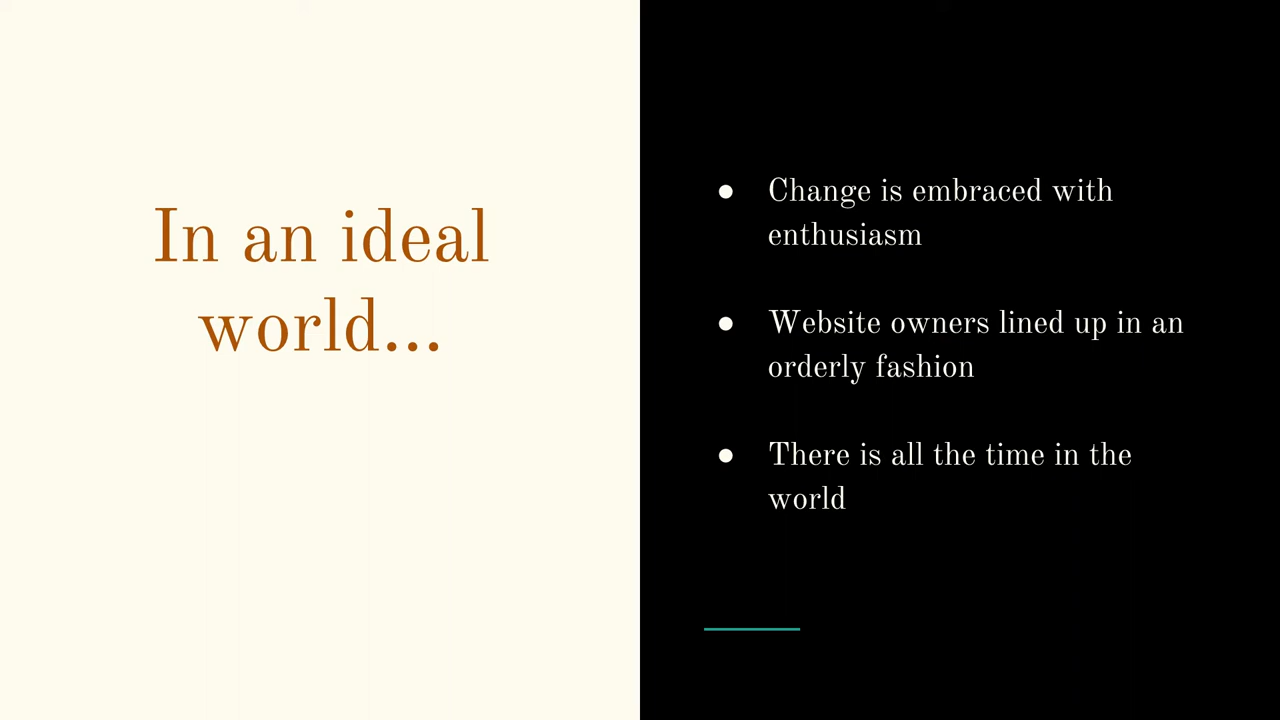 In an ideal
world...
● Change is embraced with
enthusiasm
● Website owners lined up in an
orderly fashion
● There is all the time in the
world